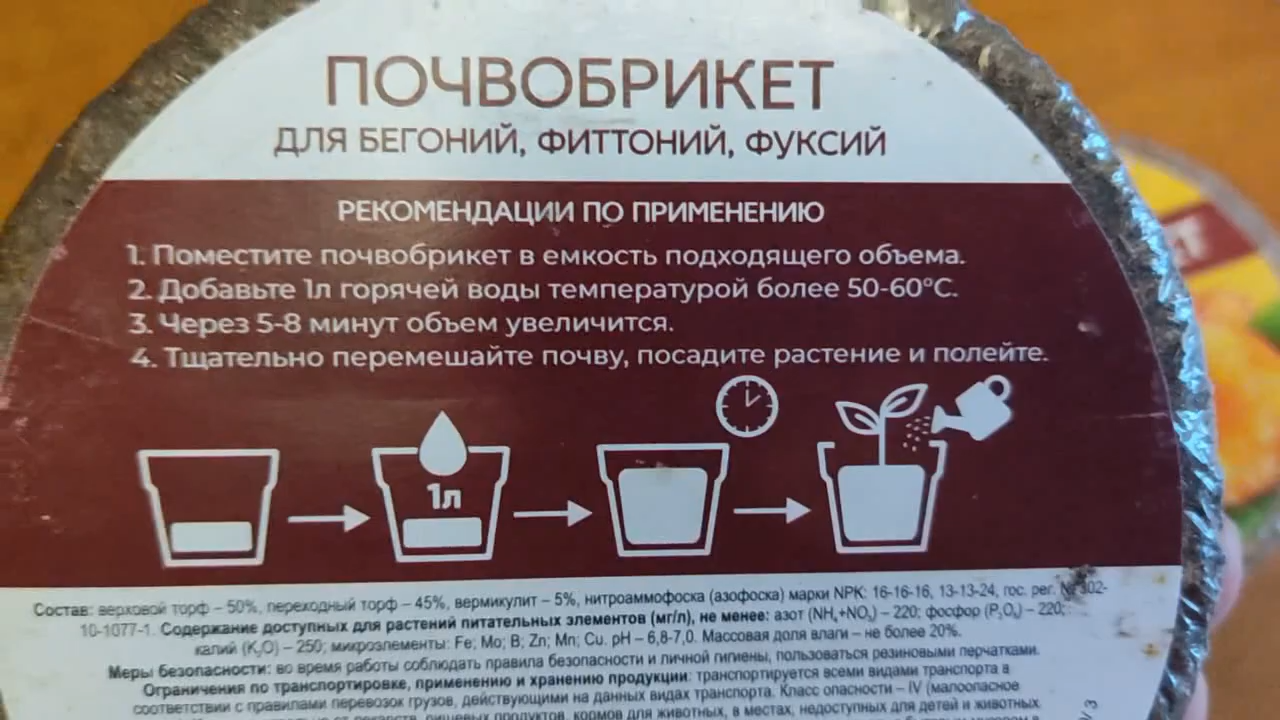 ПОЧВОБРИКЕТ
ДЛЯ БЕГОНИЙ, ФИТТОНИЙ, ФУКСИЙ
РЕКОМЕНДАЦИИ ПО ПРИМЕНЕНИЮ
1. Поместите почвобрикет в емкость подходящего объема.
2. Добавьте 1л горячей воды температурой более 50-60°С.
3. Через 5-8 минут объем увеличится.
4. Тщательно перемешайте почву, посадите растение и полейте.
1л
Состав: верховой торф – 50%, переходный торф – 45%, вермикулит – 5%, нитроаммофоска (азофоска) марки NPK: 16-16-16, 13-13-24, гос. рег. № 302-
10-1077-1. Содержание доступных для растений питательных элементов (мг/л), не менее: азот (NH₄+NO₃) – 220; фосфор (P₂O₅) – 220;
калий (K₂O) – 250; микроэлементы: Fe; Mo; B; Zn; Mn; Cu. pH – 6,8-7,0. Массовая доля влаги – не более 20%.
Меры безопасности: во время работы соблюдать правила безопасности и личной гигиены, пользоваться резиновыми перчатками.
Ограничения по транспортировке, применению и хранению продукции: транспортируется всеми видами транспорта в
соответствии с правилами перевозок грузов, действующими на данных видах транспорта. Класс опасности – IV (малоопасное
лекарств, пищевых продуктов, кормов для животных, в местах, недоступных для детей и животных